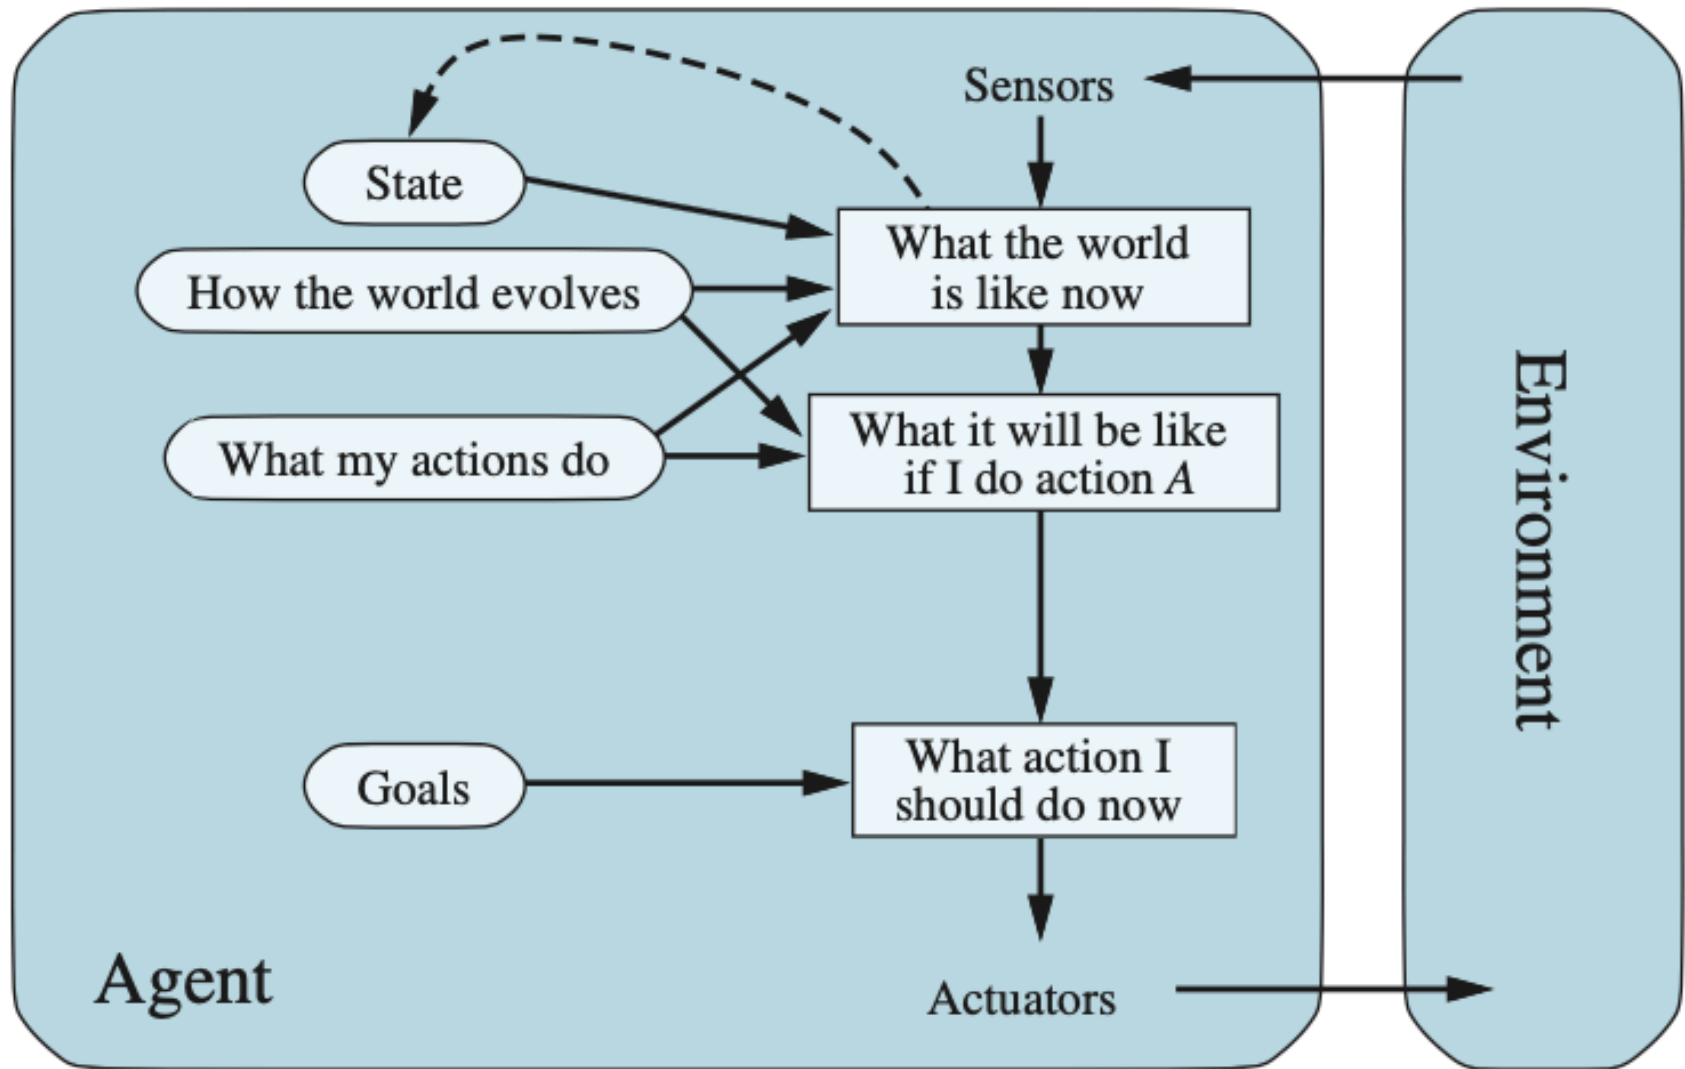 Sensors
State
What the world
is like now
How the world evolves
What it will be like
if I do action A
What my actions do
Environment
Goals
What action I
should do now
Agent
Actuators